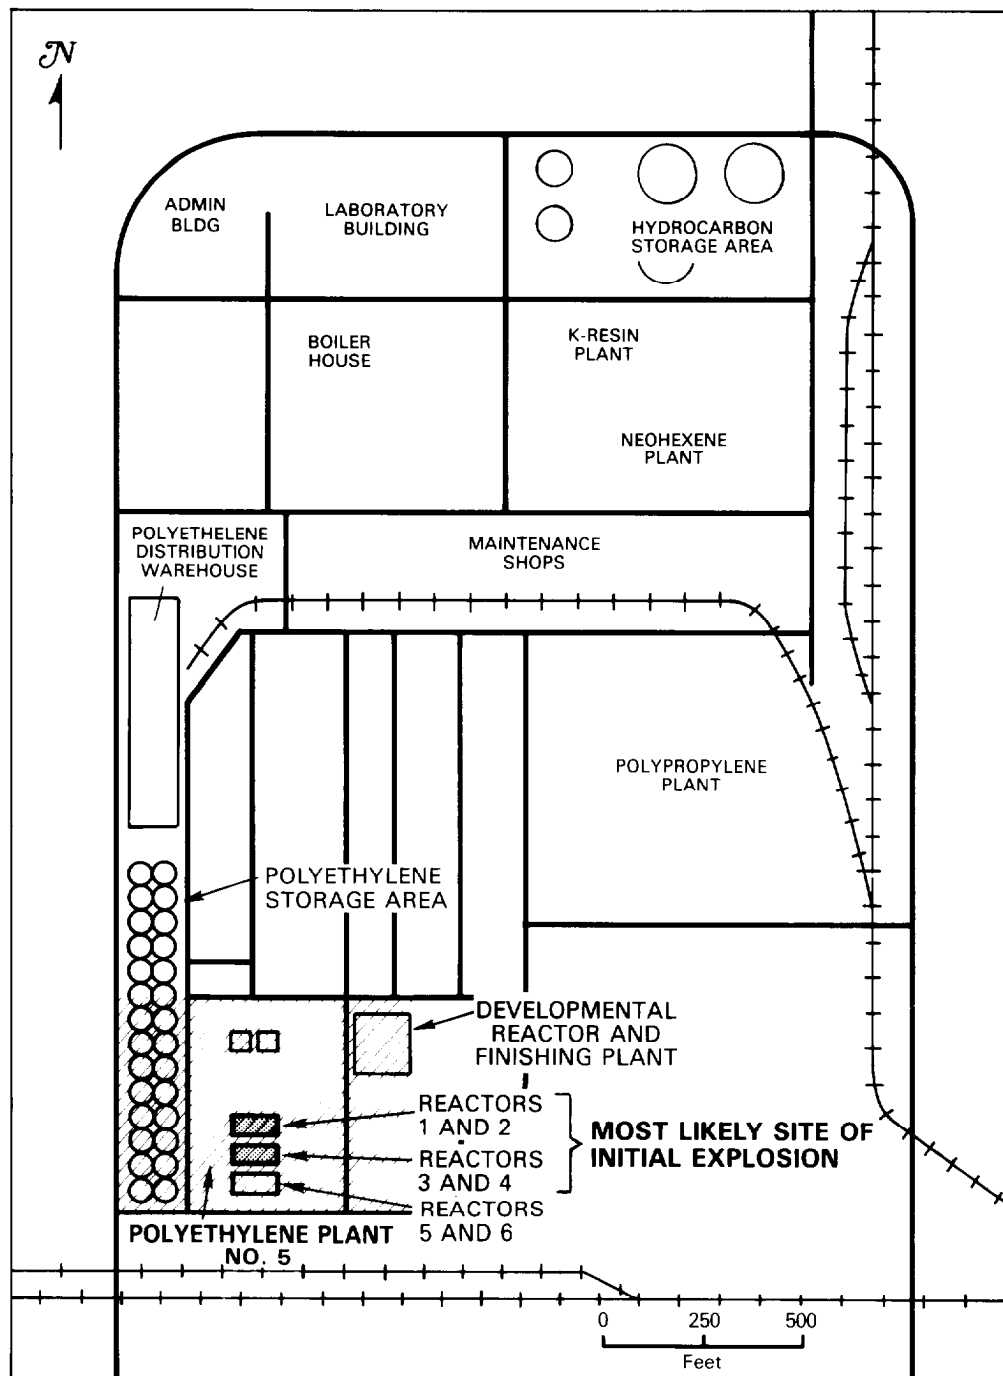 N
ADMIN
BLDG
LABORATORY
BUILDING
HYDROCARBON
STORAGE AREA
BOILER
HOUSE
K-RESIN
PLANT
NEOHEXENE
PLANT
POLYETHELENE
DISTRIBUTION
WAREHOUSE
MAINTENANCE
SHOPS
POLYPROPYLENE
PLANT
POLYETHYLENE
STORAGE AREA
DEVELOPMENTAL
REACTOR AND
FINISHING PLANT
REACTORS
1 AND 2
REACTORS
3 AND 4
MOST LIKELY SITE OF
INITIAL EXPLOSION
REACTORS
5 AND 6
POLYETHYLENE PLANT
NO. 5
0 250 500
Feet